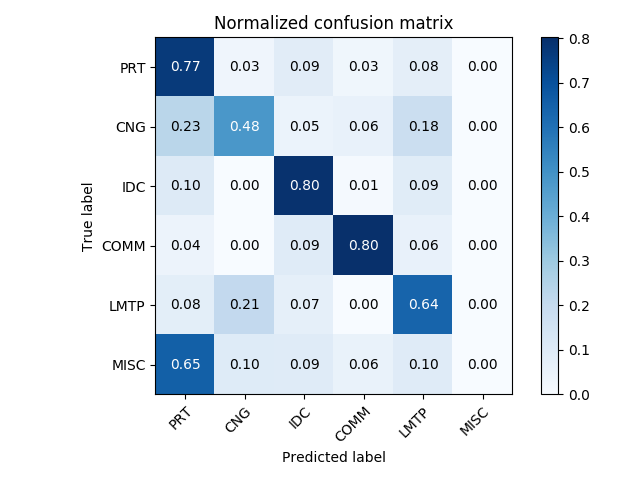 Normalized confusion matrix
True label
PRT 0.77 0.03 0.09 0.03 0.08 0.00
CNG 0.23 0.48 0.05 0.06 0.18 0.00
IDC 0.10 0.00 0.80 0.01 0.09 0.00
COMM 0.04 0.00 0.09 0.80 0.06 0.00
LMTP 0.08 0.21 0.07 0.00 0.64 0.00
MISC 0.65 0.10 0.09 0.06 0.10 0.00
PRT CNG IDC COMM LMTP MISC
Predicted label
0.8
0.7
0.6
0.5
0.4
0.3
0.2
0.1
0.0